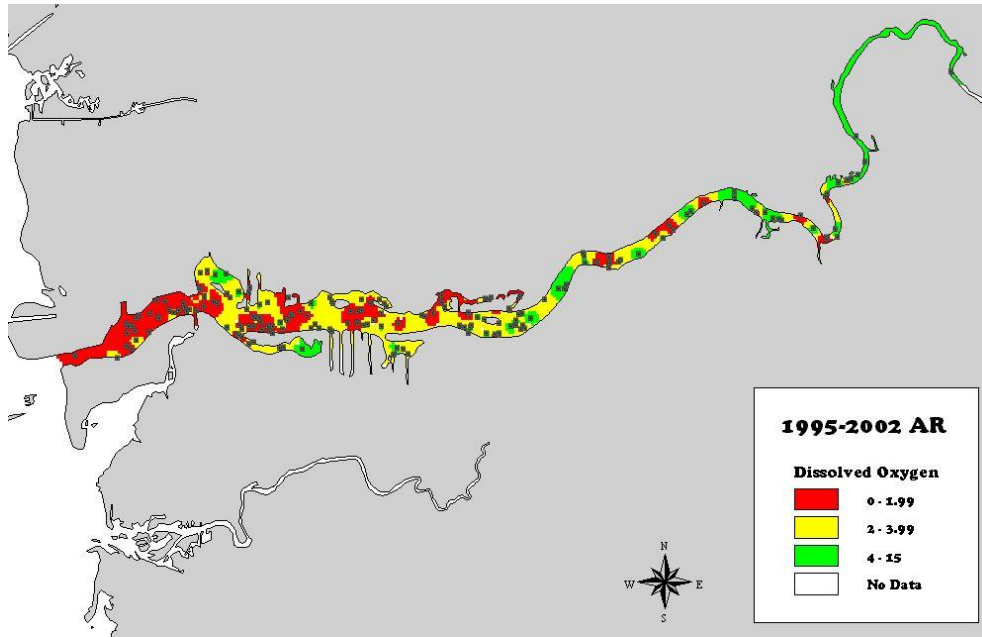 N
W E
S
1995-2002 AR
Dissolved Oxygen
0 - 1.99
2 - 3.99
4 - 15
No Data